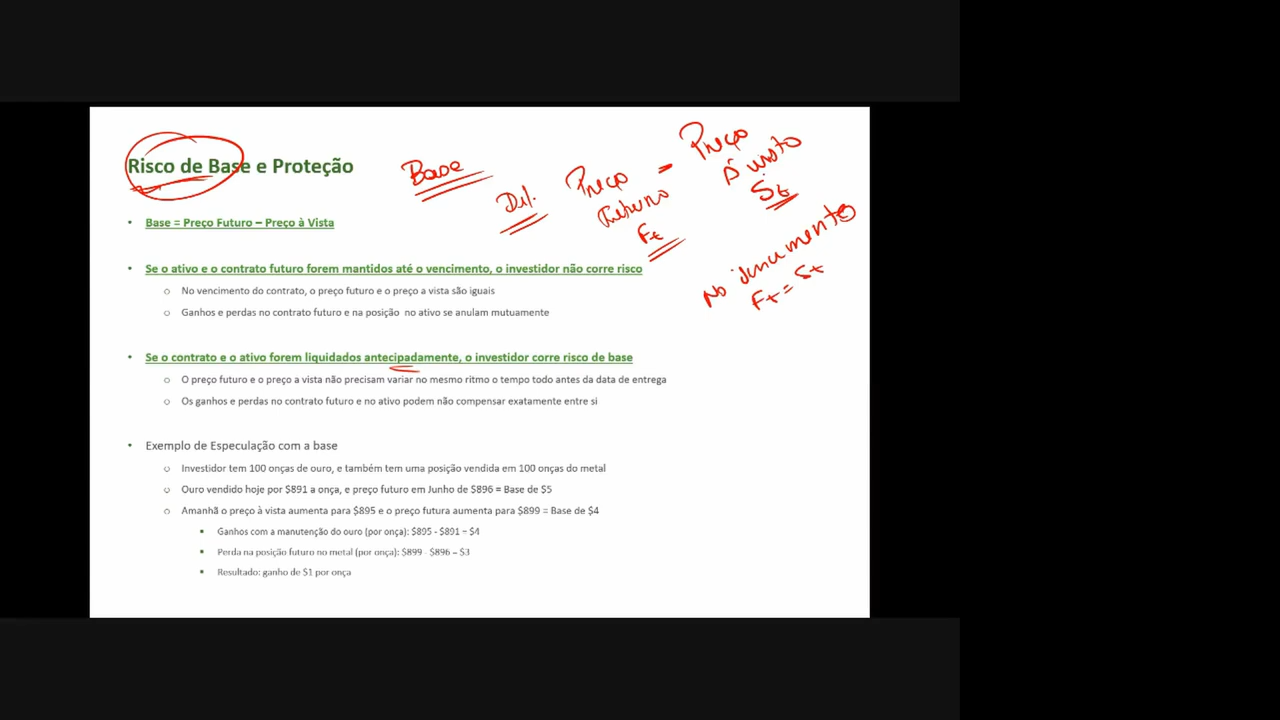 Risco de Base e Proteção
Base
Dif.
Preço
Futuro
Ft
-
Preço
à vista
St
No vencimento
Ft = St
• Base = Preço Futuro – Preço à Vista
• Se o ativo e o contrato futuro forem mantidos até o vencimento, o investidor não corre risco
o No vencimento do contrato, o preço futuro e o preço a vista são iguais
o Ganhos e perdas no contrato futuro e na posição no ativo se anulam mutuamente
• Se o contrato e o ativo forem liquidados antecipadamente, o investidor corre risco de base
o O preço futuro e o preço a vista não precisam variar no mesmo ritmo o tempo todo antes da data de entrega
o Os ganhos e perdas no contrato futuro e no ativo podem não compensar exatamente entre si
• Exemplo de Especulação com a base
o Investidor tem 100 onças de ouro, e também tem uma posição vendida em 100 onças do metal
o Ouro vendido hoje por $891 a onça, e preço futuro em Junho de $896 = Base de $5
o Amanhã o preço à vista aumenta para $895 e o preço futura aumenta para $899 = Base de $4
▪ Ganhos com a manutenção do ouro (por onça): $895 - $891 = $4
▪ Perda na posição futuro no metal (por onça): $899 - $896 = $3
▪ Resultado: ganho de $1 por onça